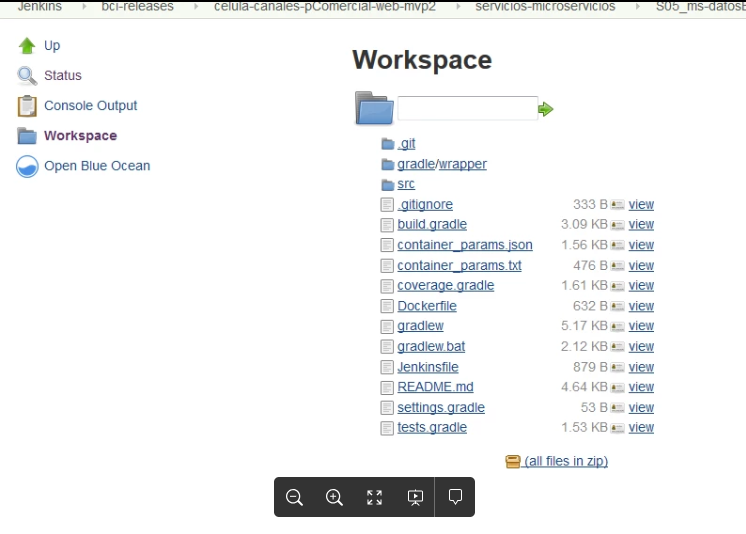 Jenkins bci-releases celula-canales-pComercial-web-mvp2 servicios-microservicios
Up
Status
Console Output
Workspace
Open Blue Ocean
Workspace
.git
gradle/wrapper
src
.gitignore 333 B view
build.gradle 3.09 KB view
container_params.json 1.56 KB view
container_params.txt 476 B view
coverage.gradle 1.61 KB view
Dockerfile 632 B view
gradlew 5.17 KB view
gradlew.bat 2.12 KB view
Jenkinsfile 879 B view
README.md 4.64 KB view
settings.gradle 53 B view
tests.gradle 1.53 KB view
(all files in zip)